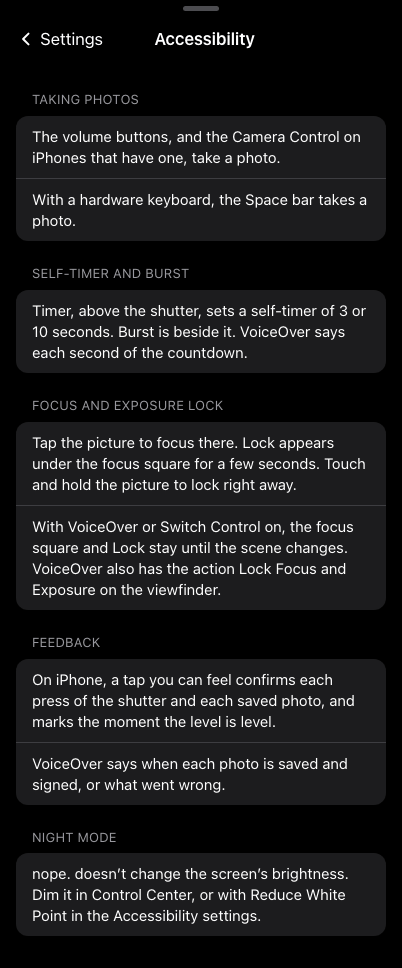 Settings
Accessibility
TAKING PHOTOS
The volume buttons, and the Camera Control on
iPhones that have one, take a photo.
With a hardware keyboard, the Space bar takes a
photo.
SELF-TIMER AND BURST
Timer, above the shutter, sets a self-timer of 3 or
10 seconds. Burst is beside it. VoiceOver says
each second of the countdown.
FOCUS AND EXPOSURE LOCK
Tap the picture to focus there. Lock appears
under the focus square for a few seconds. Touch
and hold the picture to lock right away.
With VoiceOver or Switch Control on, the focus
square and Lock stay until the scene changes.
VoiceOver also has the action Lock Focus and
Exposure on the viewfinder.
FEEDBACK
On iPhone, a tap you can feel confirms each
press of the shutter and each saved photo, and
marks the moment the level is level.
VoiceOver says when each photo is saved and
signed, or what went wrong.
NIGHT MODE
nope. doesn’t change the screen’s brightness.
Dim it in Control Center, or with Reduce White
Point in the Accessibility settings.